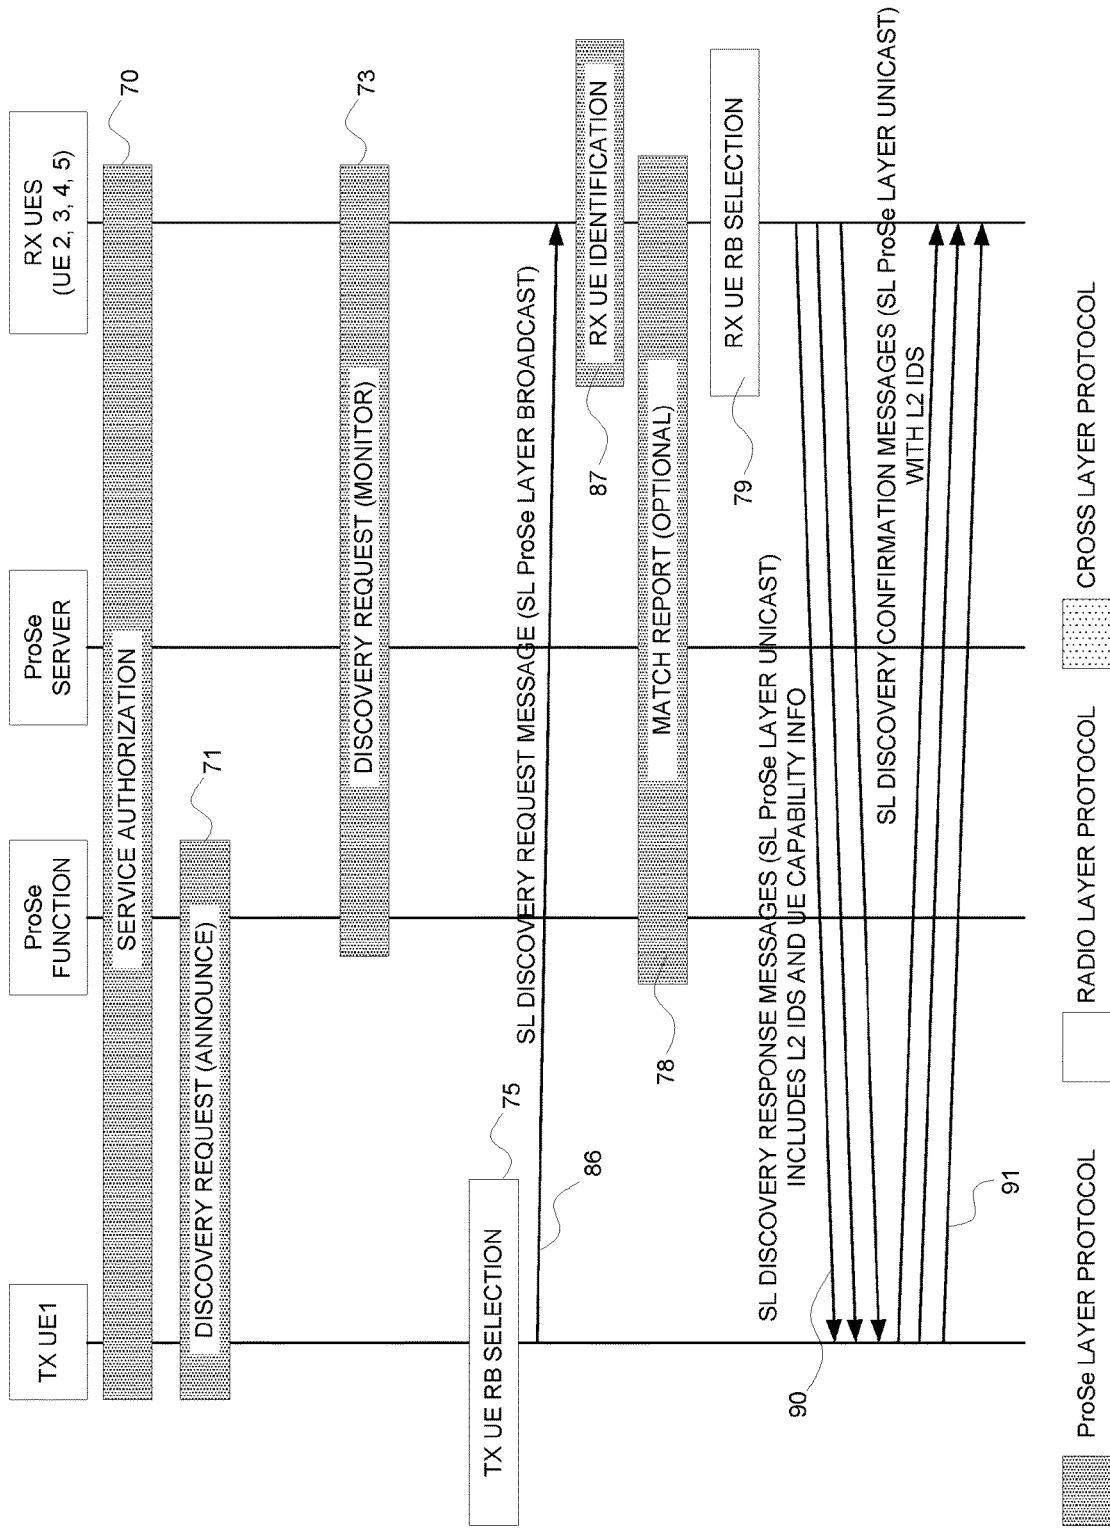 TX UE1
ProSe
FUNCTION
ProSe
SERVER
RX UES
(UE 2, 3, 4, 5)
SERVICE AUTHORIZATION
70
DISCOVERY REQUEST (ANNOUNCE)
71
DISCOVERY REQUEST (MONITOR)
73
TX UE RB SELECTION
75
SL DISCOVERY REQUEST MESSAGE (SL ProSe LAYER BROADCAST)
86
RX UE IDENTIFICATION
87
MATCH REPORT (OPTIONAL)
78
RX UE RB SELECTION
79
SL DISCOVERY RESPONSE MESSAGES (SL ProSe LAYER UNICAST)
INCLUDES L2 IDS AND UE CAPABILITY INFO
90
SL DISCOVERY CONFIRMATION MESSAGES (SL ProSe LAYER UNICAST)
WITH L2 IDS
91
ProSe LAYER PROTOCOL
RADIO LAYER PROTOCOL
CROSS LAYER PROTOCOL